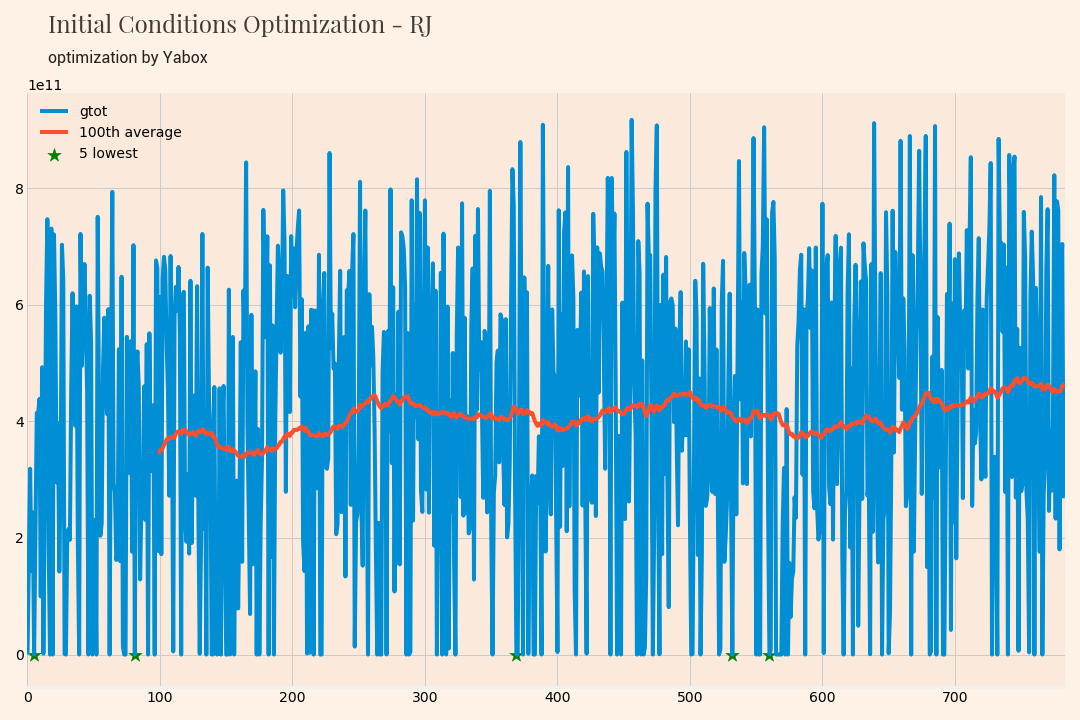 Initial Conditions Optimization - RJ
optimization by Yabox
1e11
gtot
100th average
5 lowest
8
6
4
2
0
0 100 200 300 400 500 600 700